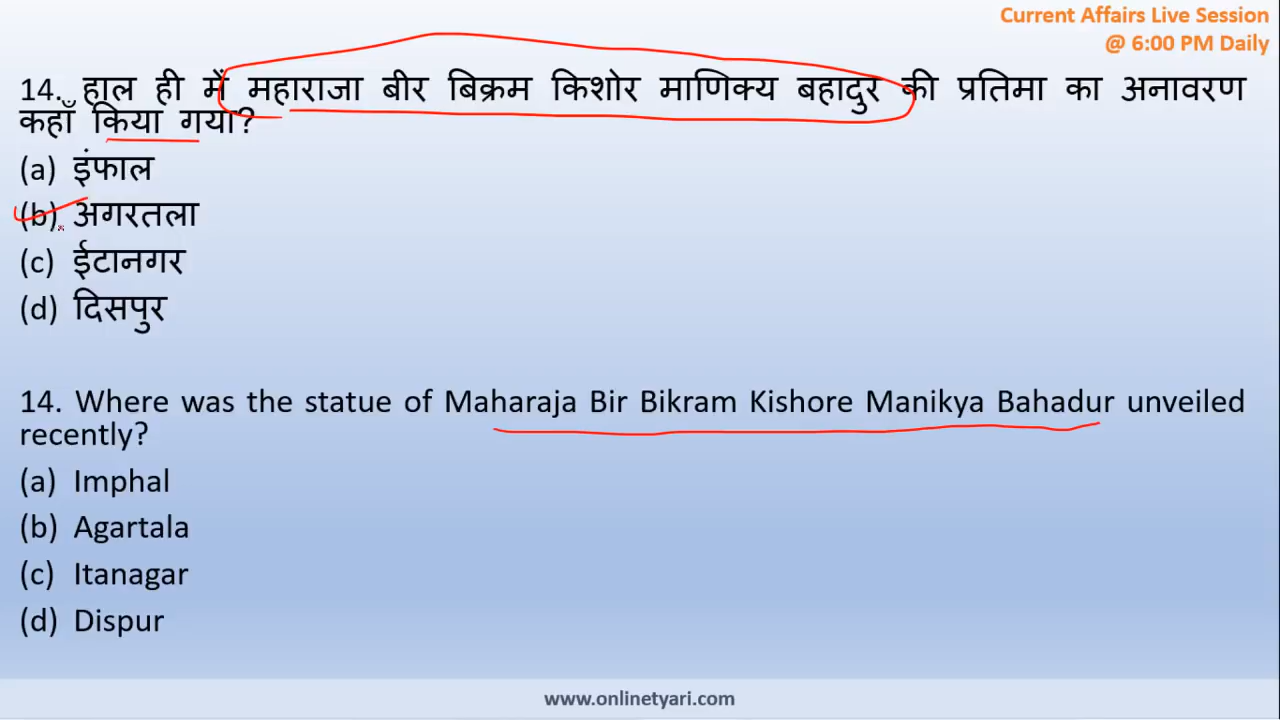 Current Affairs Live Session
@ 6:00 PM Daily
14. हाल ही में महाराजा बीर बिक्रम किशोर माणिक्य बहादुर की प्रतिमा का अनावरण
कहाँ किया गया?
(a) इंफाल
(b) अगरतला
(c) ईटानगर
(d) दिसपुर
14. Where was the statue of Maharaja Bir Bikram Kishore Manikya Bahadur unveiled
recently?
(a) Imphal
(b) Agartala
(c) Itanagar
(d) Dispur
www.onlinetyari.com